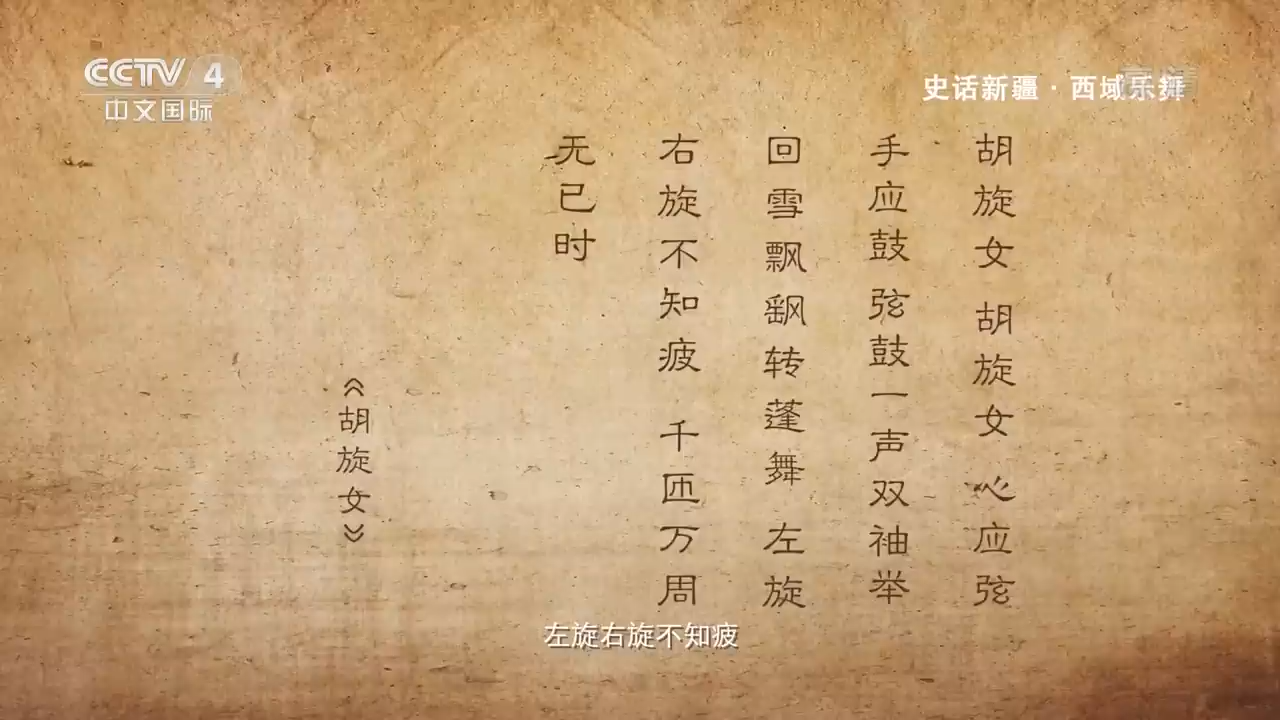 CCTV 4
中文国际
高清
史话新疆·西域乐舞
胡旋女 胡旋女 心应弦
手应鼓 弦鼓一声双袖举
回雪飘飖转蓬舞 左旋
右旋不知疲 千匝万周
无已时
《胡旋女》
左旋右旋不知疲